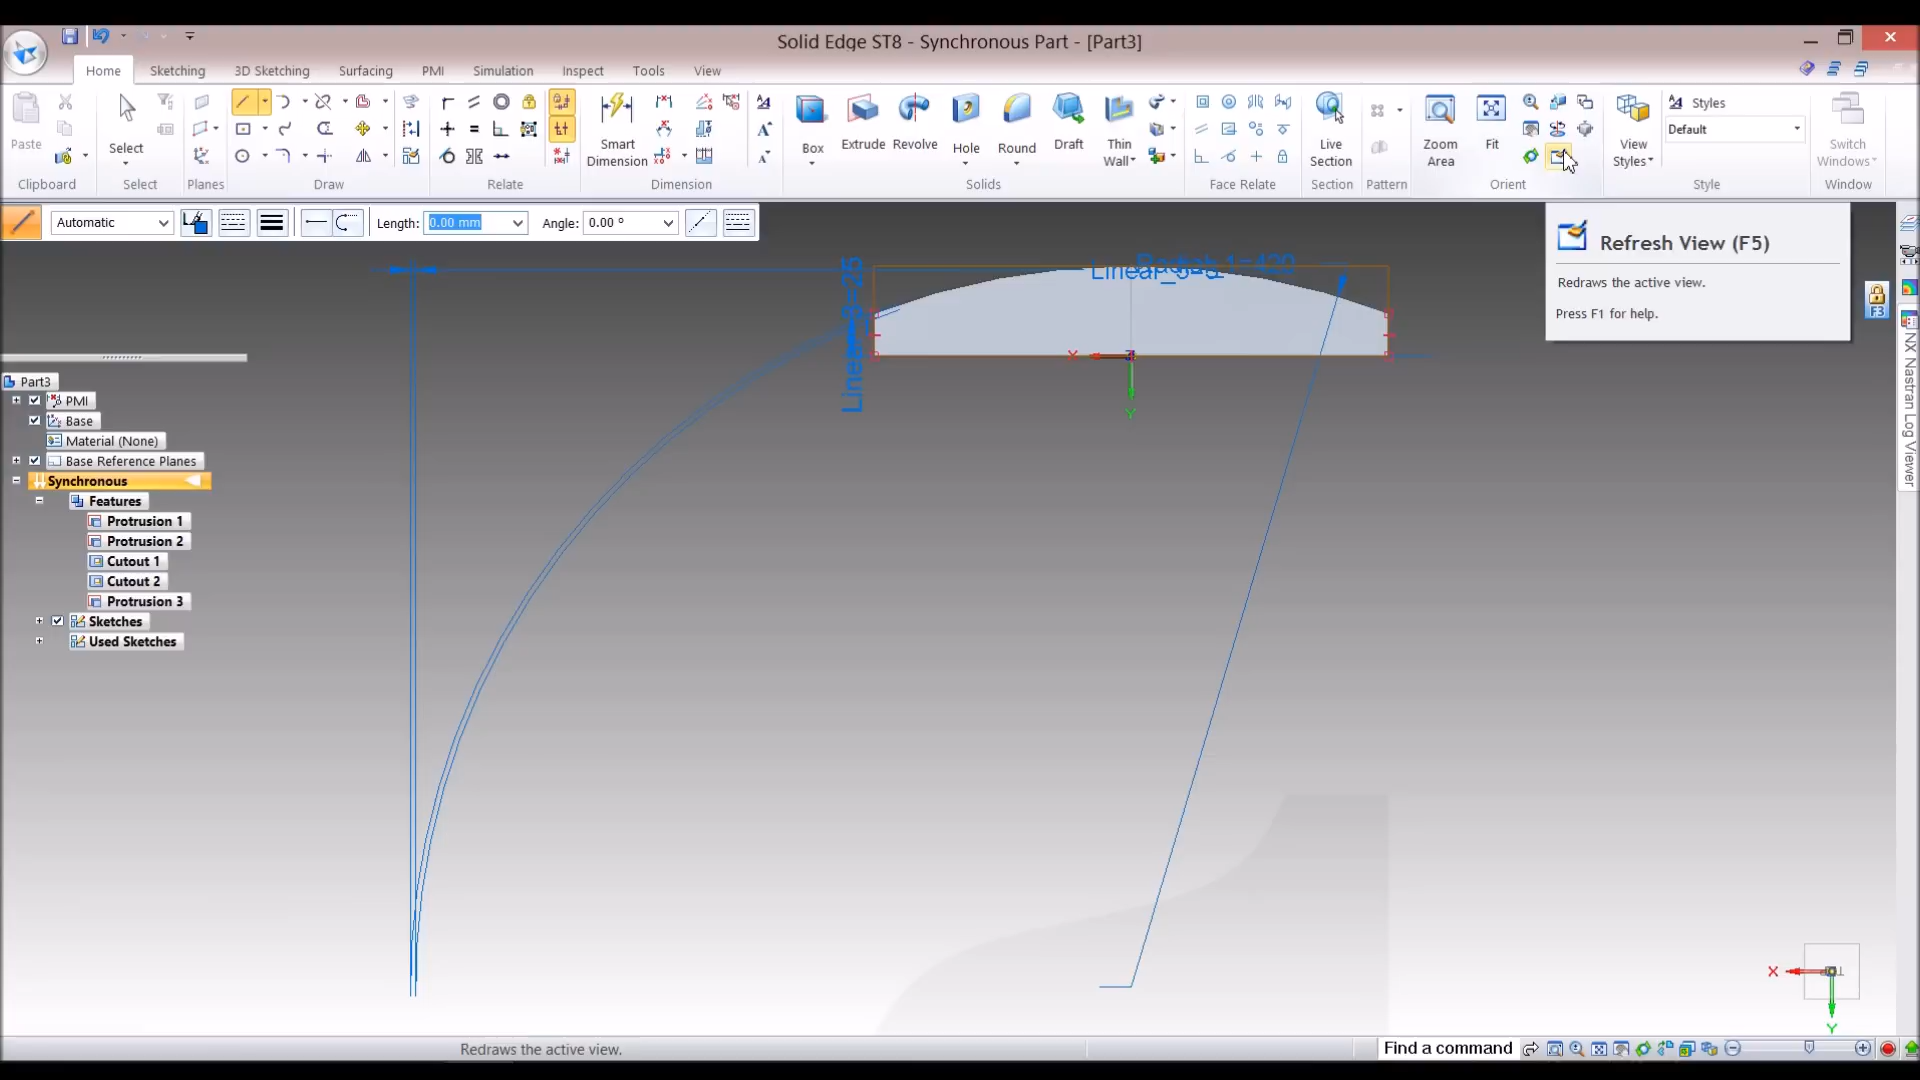 Solid Edge ST8 - Synchronous Part - [Part3]
Home Sketching 3D Sketching Surfacing PMI Simulation Inspect Tools View
Paste
Clipboard
Select
Select
Planes
Draw
Relate
Smart
Dimension
Dimension
Box
Extrude
Revolve
Hole
Round
Draft
Thin
Wall
Solids
Face Relate
Live
Section
Section
Pattern
Zoom
Area
Fit
Orient
View
Styles
Styles
Default
Style
Switch
Windows
Window
Automatic
Length: 0.00 mm
Angle: 0.00 °
Refresh View (F5)
Redraws the active view.
Press F1 for help.
F3
NX Nastran Log Viewer
Part3
PMI
Base
Material (None)
Base Reference Planes
Synchronous
Features
Protrusion 1
Protrusion 2
Cutout 1
Cutout 2
Protrusion 3
Sketches
Used Sketches
X
Y
X
Y
Redraws the active view.
Find a command